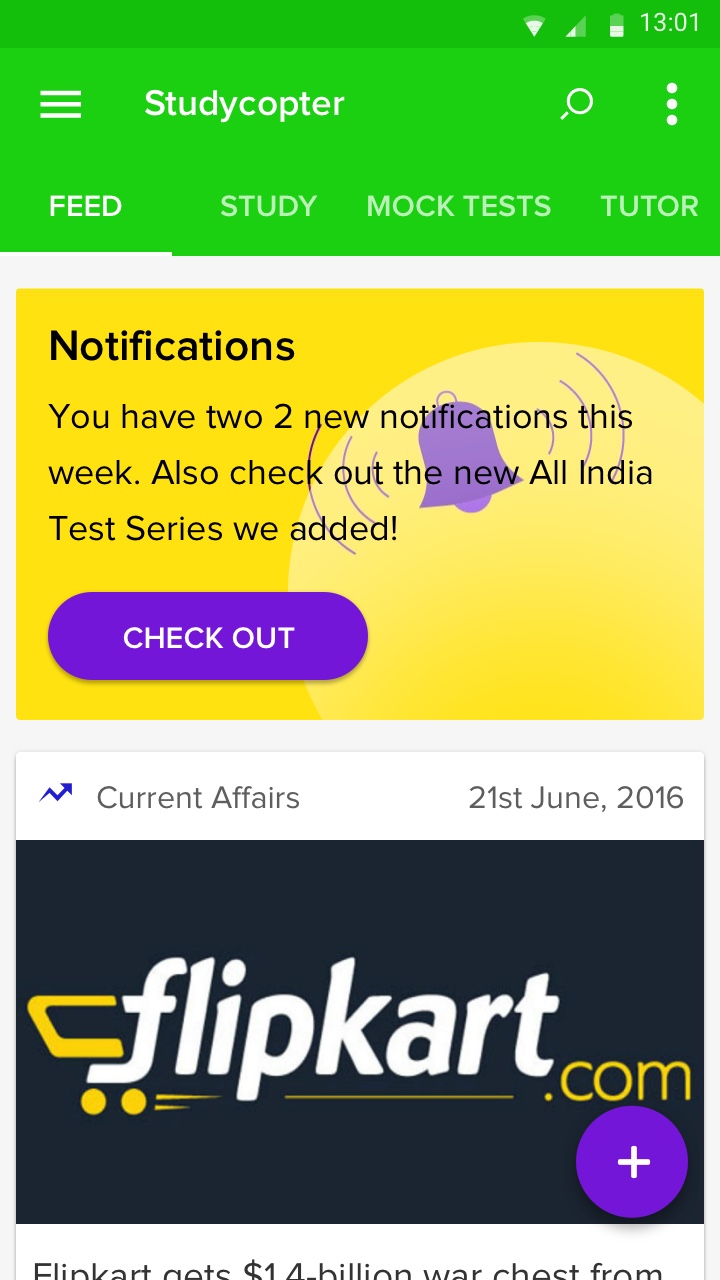 13:01
Studycopter
FEED STUDY MOCK TESTS TUTOR
Notifications
You have two 2 new notifications this
week. Also check out the new All India
Test Series we added!
CHECK OUT
Current Affairs 21st June, 2016
flipkart.com
Flipkart gets $1.4-billion war chest from